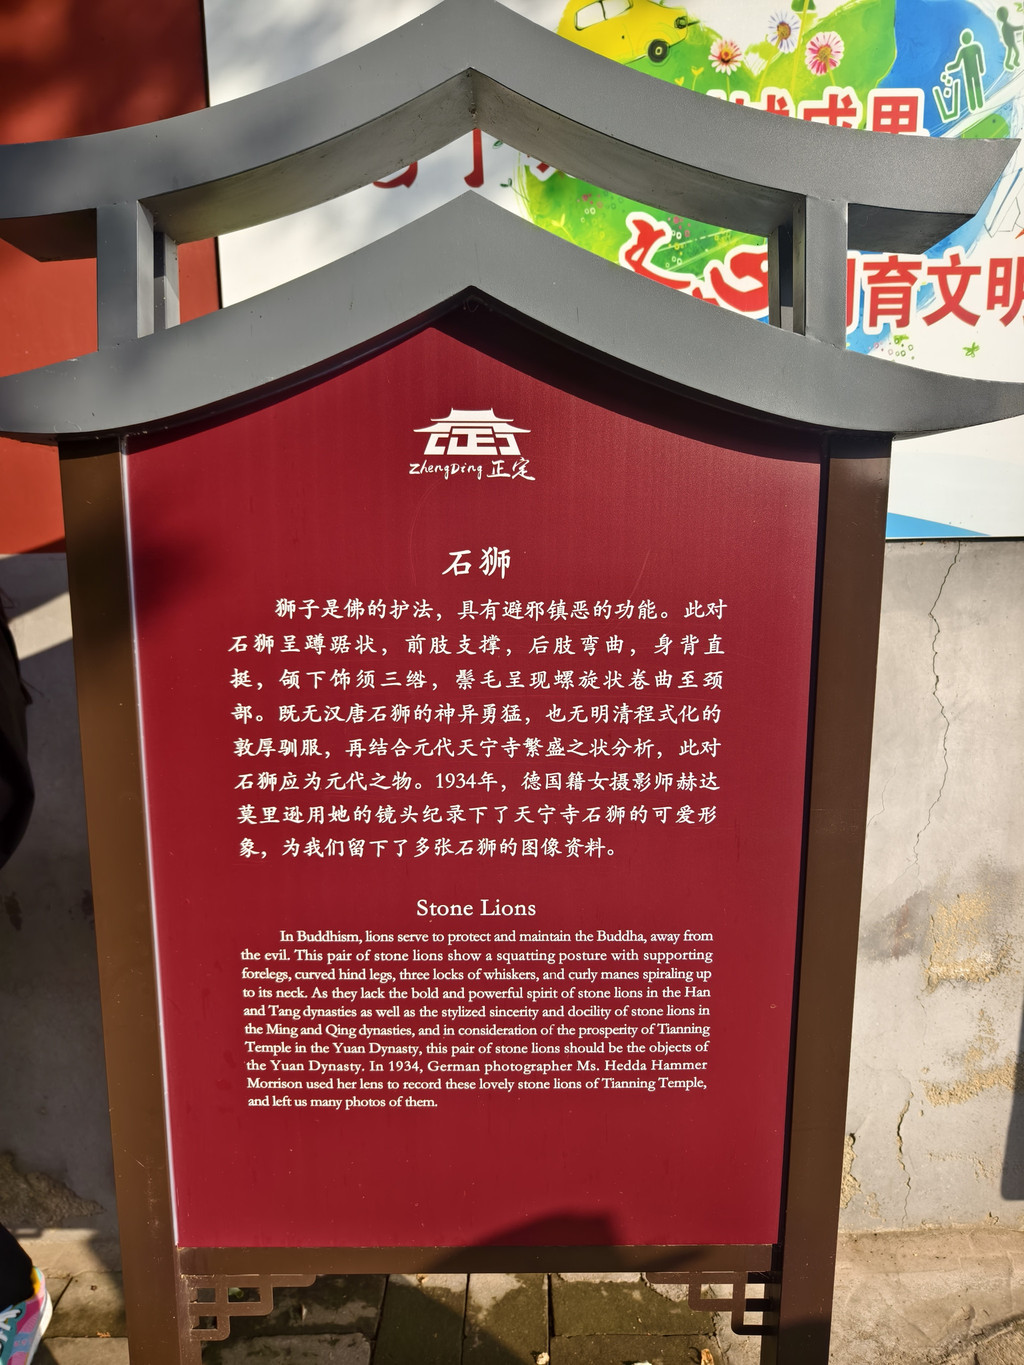 成果
育文明
ZhengDing 正定
石狮
狮子是佛的护法，具有避邪镇恶的功能。此对
石狮呈蹲踞状，前肢支撑，后肢弯曲，身背直
挺，颌下饰须三绺，鬃毛呈现螺旋状卷曲至颈
部。既无汉唐石狮的神异勇猛，也无明清程式化的
敦厚驯服，再结合元代天宁寺繁盛之状分析，此对
石狮应为元代之物。1934年，德国籍女摄影师赫达
莫里逊用她的镜头纪录下了天宁寺石狮的可爱形
象，为我们留下了多张石狮的图像资料。
Stone Lions
In Buddhism, lions serve to protect and maintain the Buddha, away from
the evil. This pair of stone lions show a squatting posture with supporting
forelegs, curved hind legs, three locks of whiskers, and curly manes spiraling up
to its neck. As they lack the bold and powerful spirit of stone lions in the Han
and Tang dynasties as well as the stylized sincerity and docility of stone lions in
the Ming and Qing dynasties, and in consideration of the prosperity of Tianning
Temple in the Yuan Dynasty, this pair of stone lions should be the objects of
the Yuan Dynasty. In 1934, German photographer Ms. Hedda Hammer
Morrison used her lens to record these lovely stone lions of Tianning Temple,
and left us many photos of them.